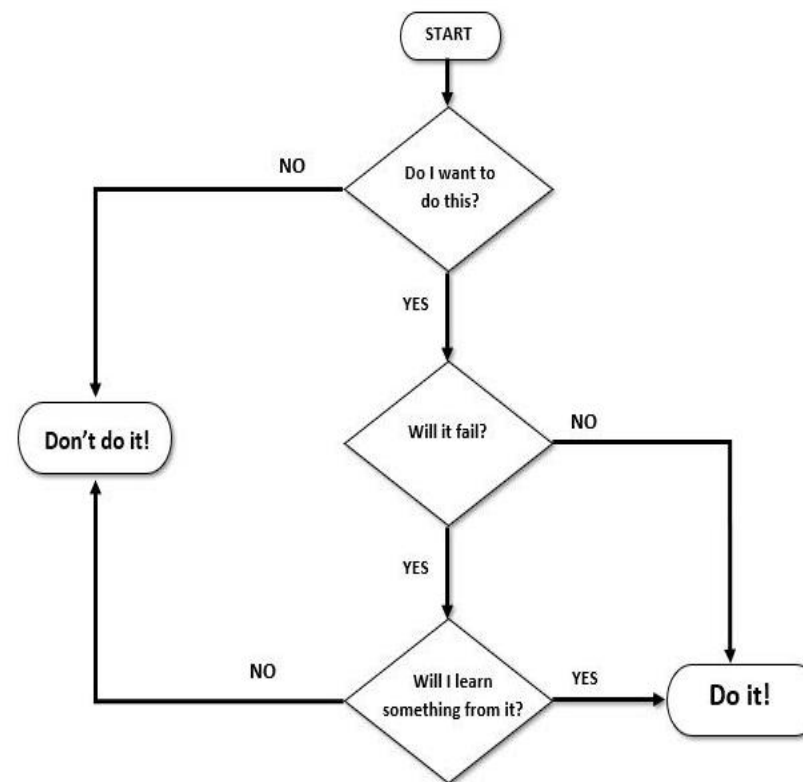 START
Do I want to
do this?
NO
YES
Don't do it!
Will it fail?
NO
YES
Will I learn
something from it?
NO
YES
Do it!